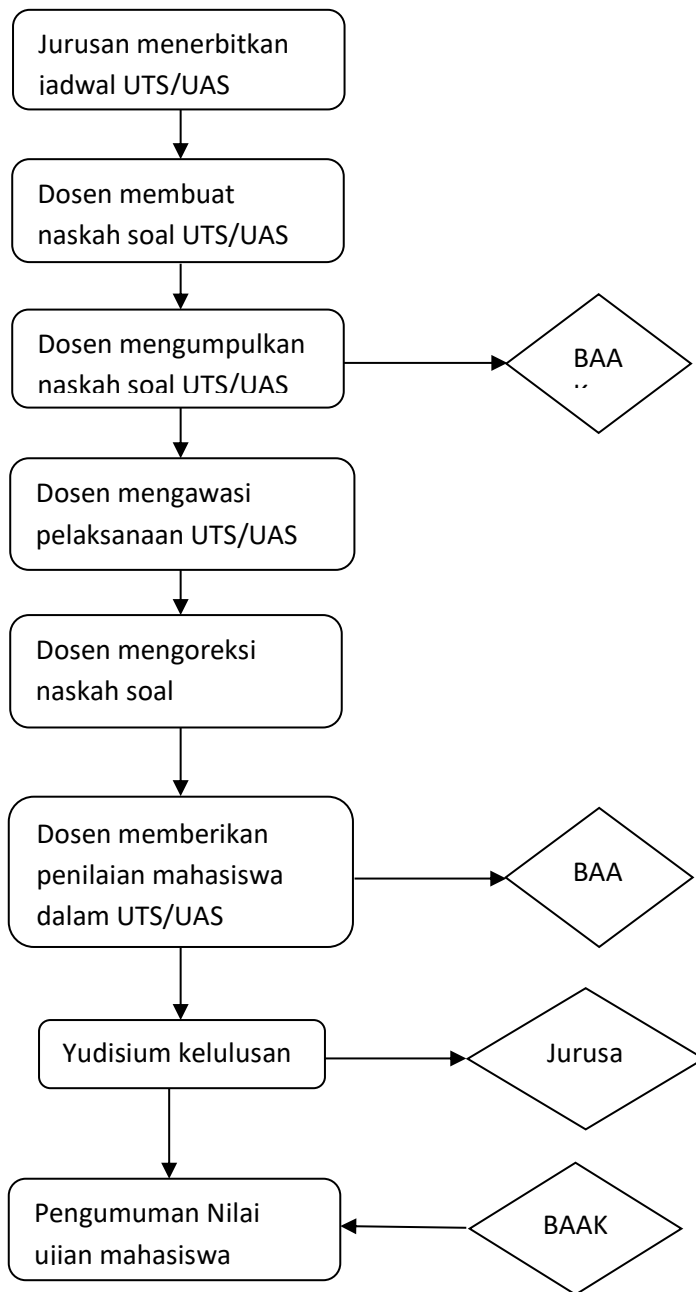 Jurusan menerbitkan
jadwal UTS/UAS
Dosen membuat
naskah soal UTS/UAS
Dosen mengumpulkan
naskah soal UTS/UAS
BAA
K
Dosen mengawasi
pelaksanaan UTS/UAS
Dosen mengoreksi
naskah soal
Dosen memberikan
penilaian mahasiswa
dalam UTS/UAS
BAA
Yudisium kelulusan
Jurusa
Pengumuman Nilai
ujian mahasiswa
BAAK